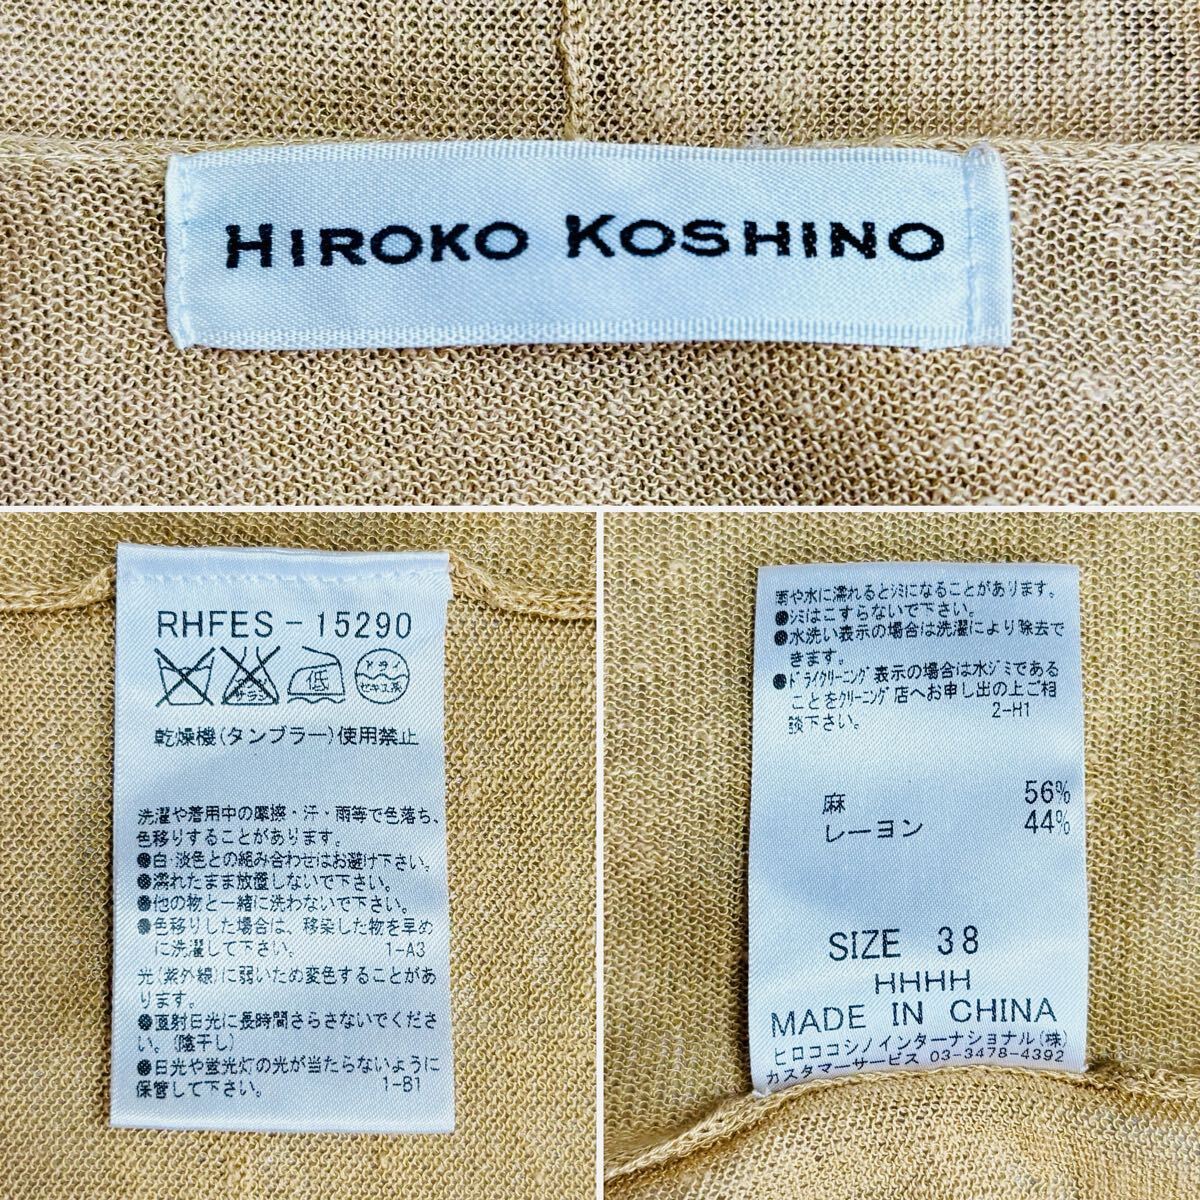 HIROKO KOSHINO
RHFES-15290
サラシ
低
ドライ
セキユ系
乾燥機(タンブラー)使用禁止
洗濯や着用中の摩擦・汗・雨等で色落ち、
色移りすることがあります。
●白・淡色との組み合わせはお避け下さい。
●濡れたまま放置しないで下さい。
●他の物と一緒に洗わないで下さい。
●色移りした場合は、移染した物を早め
に洗濯して下さい。 1-A3
光(紫外線)に弱いため変色することがあ
ります。
●直射日光に長時間さらさないでくださ
い。(陰干し)
●日光や蛍光灯の光が当たらないように
保管して下さい。 1-B1
雨や水に濡れるとシミになることがあります。
●シミはこすらないで下さい。
●水洗い表示の場合は洗濯により除去で
きます。
●ドライクリーニング表示の場合は水ジミである
ことをクリーニング店へお申し出の上ご相
談下さい。 2-H1
麻 56%
レーヨン 44%
SIZE 38
HHHH
MADE IN CHINA
ヒロココシノインターナショナル(株)
カスタマーサービス 03-3478-4392